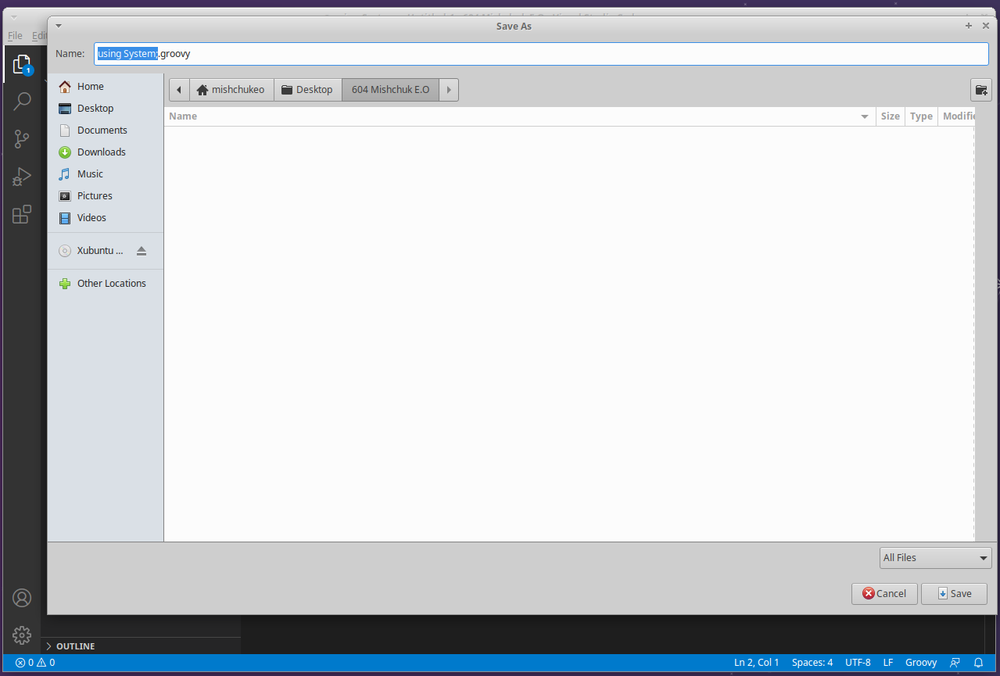 Save As
File Edit
Name: using System;.groovy
1
Home
Desktop
Documents
Downloads
Music
Pictures
Videos
Xubuntu ...
Other Locations
mishchukeo Desktop 604 Mishchuk E.O
Name Size Type Modifie
All Files
Cancel Save
OUTLINE
0 0 Ln 2, Col 1 Spaces: 4 UTF-8 LF Groovy